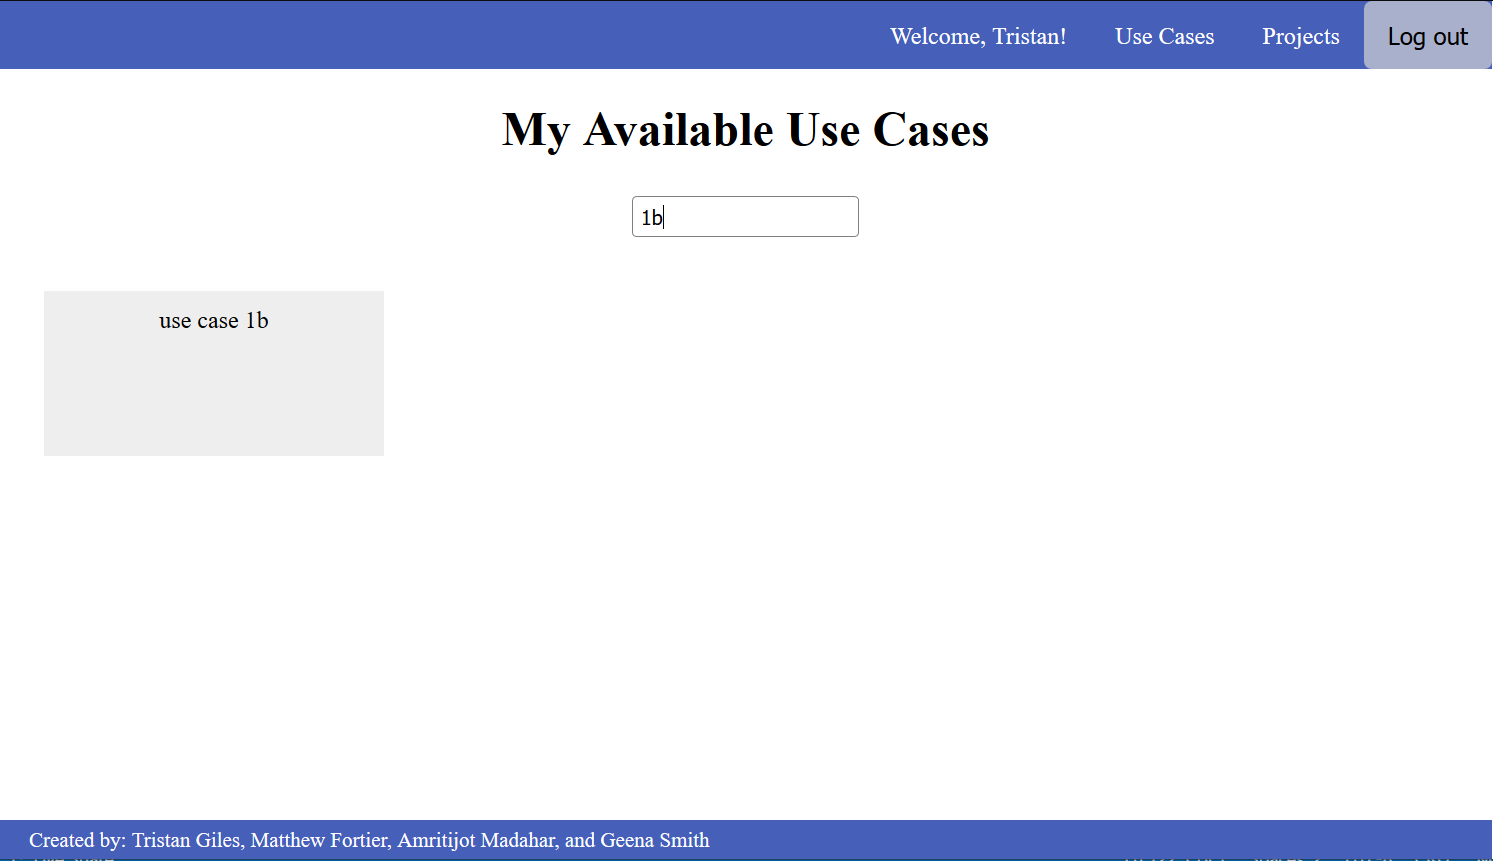 Welcome, Tristan! Use Cases Projects Log out
My Available Use Cases
1b
use case 1b
Created by: Tristan Giles, Matthew Fortier, Amritijot Madahar, and Geena Smith